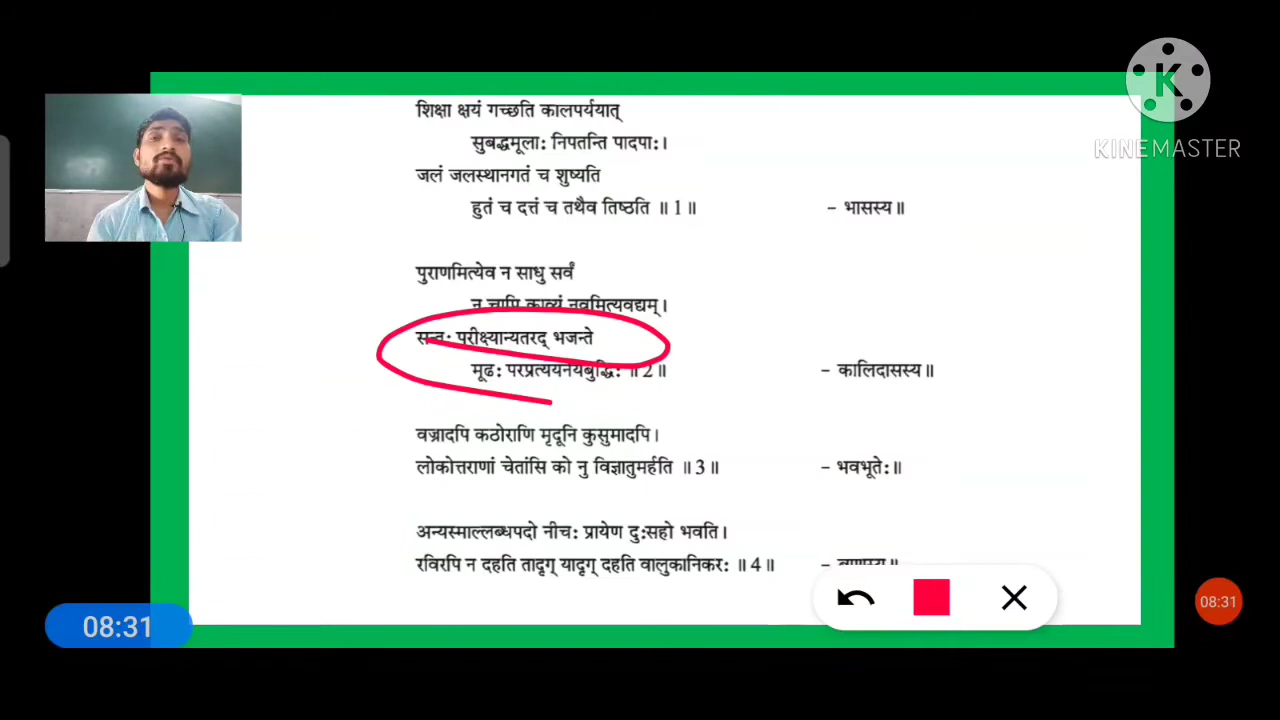 शिक्षा क्षयं गच्छति कालपर्ययात्
सुबद्धमूलाः निपतन्ति पादपाः।
जलं जलस्थानगतं च शुष्यति
हुतं च दत्तं च तथैव तिष्ठति ॥1॥ – भासस्य॥
पुराणमित्येव न साधु सर्वं
न चापि काव्यं नवमित्यवद्यम्।
सन्तः परीक्ष्यान्यतरद् भजन्ते
मूढः परप्रत्ययनेयबुद्धिः ॥2॥ – कालिदासस्य॥
वज्रादपि कठोराणि मृदूनि कुसुमादपि।
लोकोत्तराणां चेतांसि को नु विज्ञातुमर्हति ॥3॥ – भवभूतेः॥
अन्यस्माल्लब्धपदो नीचः प्रायेण दुःसहो भवति।
रविरपि न दहति तादृग् यादृग् दहति वालुकानिकरः ॥4॥ –
K
KINEMASTER
08:31
08:31